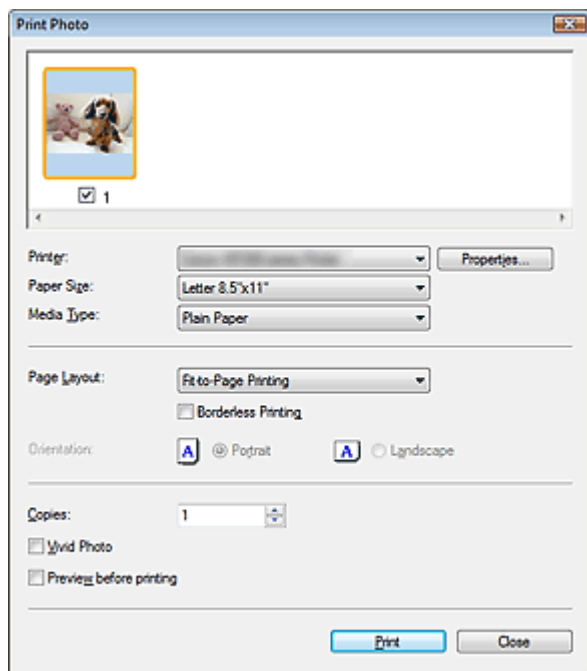 Print Photo
1
Printer:
Properties...
Paper Size: Letter 8.5"x11"
Media Type: Plain Paper
Page Layout: Fit-to-Page Printing
Borderless Printing
Orientation: A Portrait A Landscape
Copies: 1
Vivid Photo
Preview before printing
Print Close